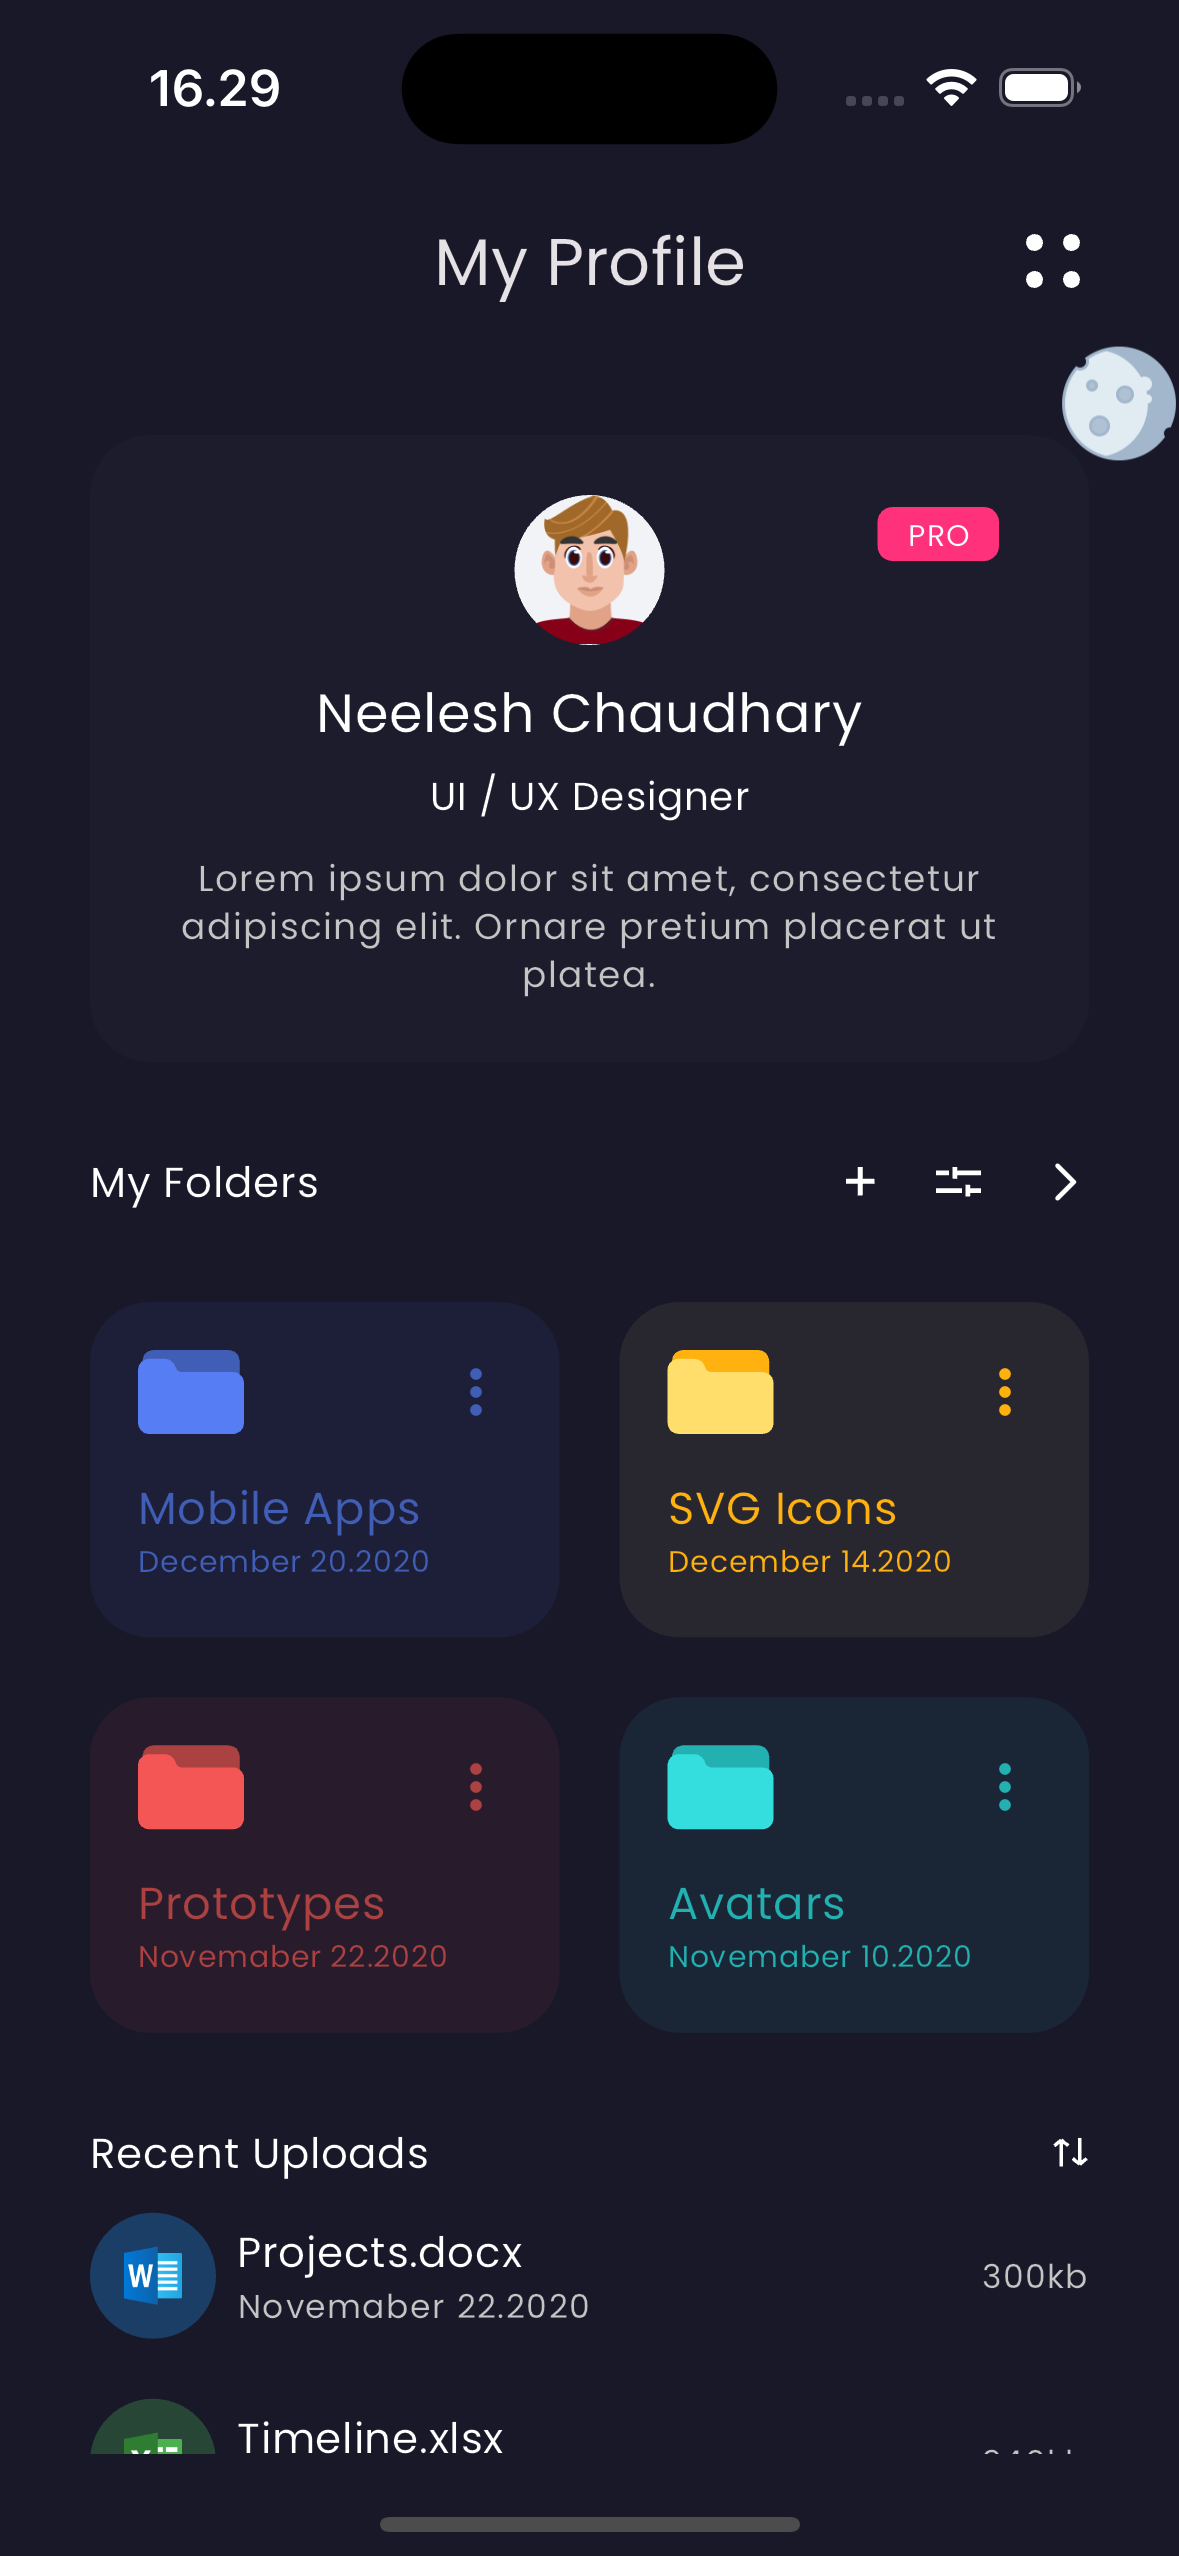 16.29
My Profile
PRO
Neelesh Chaudhary
UI / UX Designer
Lorem ipsum dolor sit amet, consectetur
adipiscing elit. Ornare pretium placerat ut
platea.
My Folders
Mobile Apps
December 20.2020
SVG Icons
December 14.2020
Prototypes
Novemaber 22.2020
Avatars
Novemaber 10.2020
Recent Uploads
W
Projects.docx
Novemaber 22.2020
300kb
Timeline.xlsx